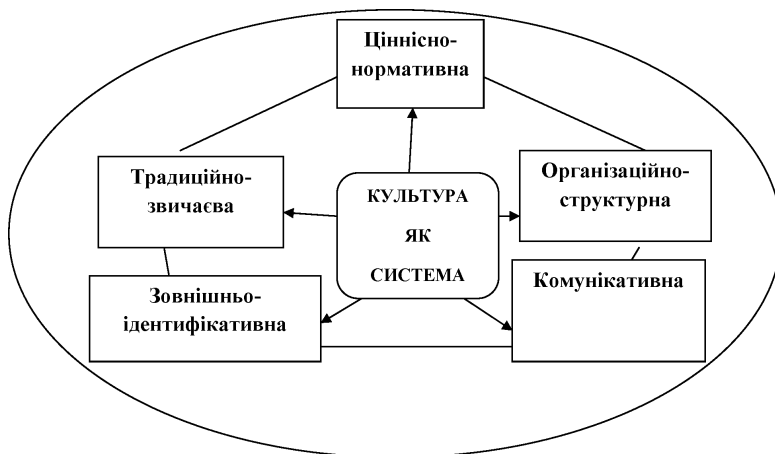 Ціннісно-
нормативна
Традиційно-
звичаєва
КУЛЬТУРА
ЯК
СИСТЕМА
Організаційно-
структурна
Зовнішньо-
ідентифікативна
Комунікативна